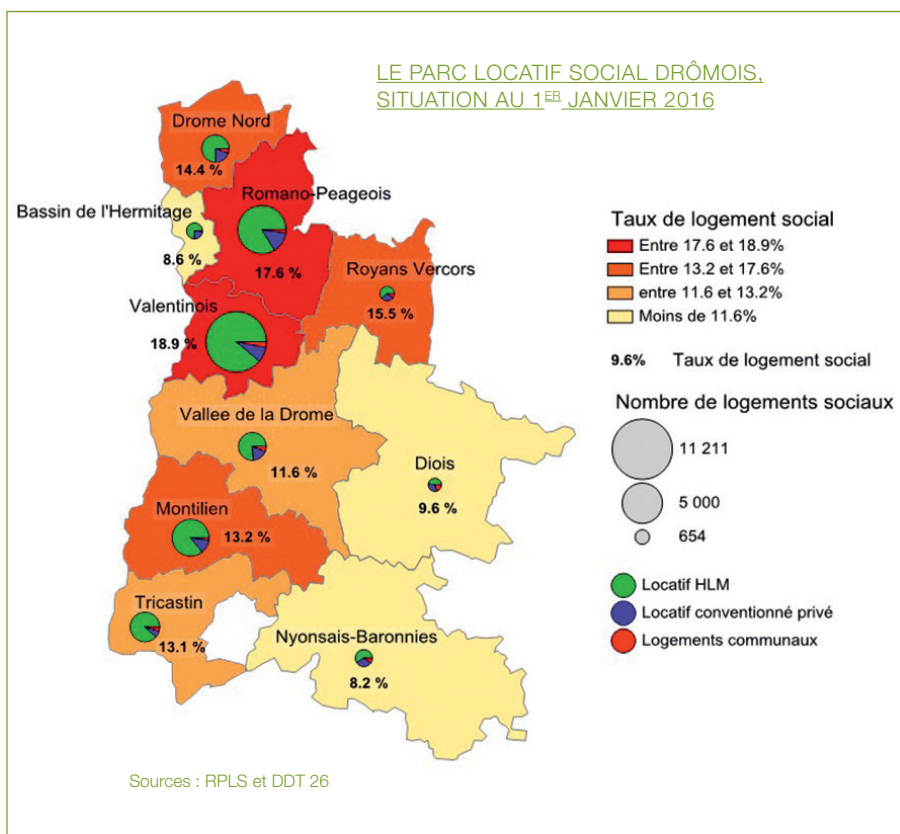 LE PARC LOCATIF SOCIAL DRÔMOIS,
SITUATION AU 1ER JANVIER 2016
Drome Nord
14.4 %
Romano-Peageois
17.6 %
Bassin de l'Hermitage
8.6 %
Royans Vercors
15.5 %
Valentinois
18.9 %
Vallee de la Drome
11.6 %
Diois
9.6 %
Montilien
13.2 %
Tricastin
13.1 %
Nyonsais-Baronnies
8.2 %
Taux de logement social
Entre 17.6 et 18.9%
Entre 13.2 et 17.6%
entre 11.6 et 13.2%
Moins de 11.6%
9.6% Taux de logement social
Nombre de logements sociaux
11 211
5 000
654
Locatif HLM
Locatif conventionné privé
Logements communaux
Sources : RPLS et DDT 26